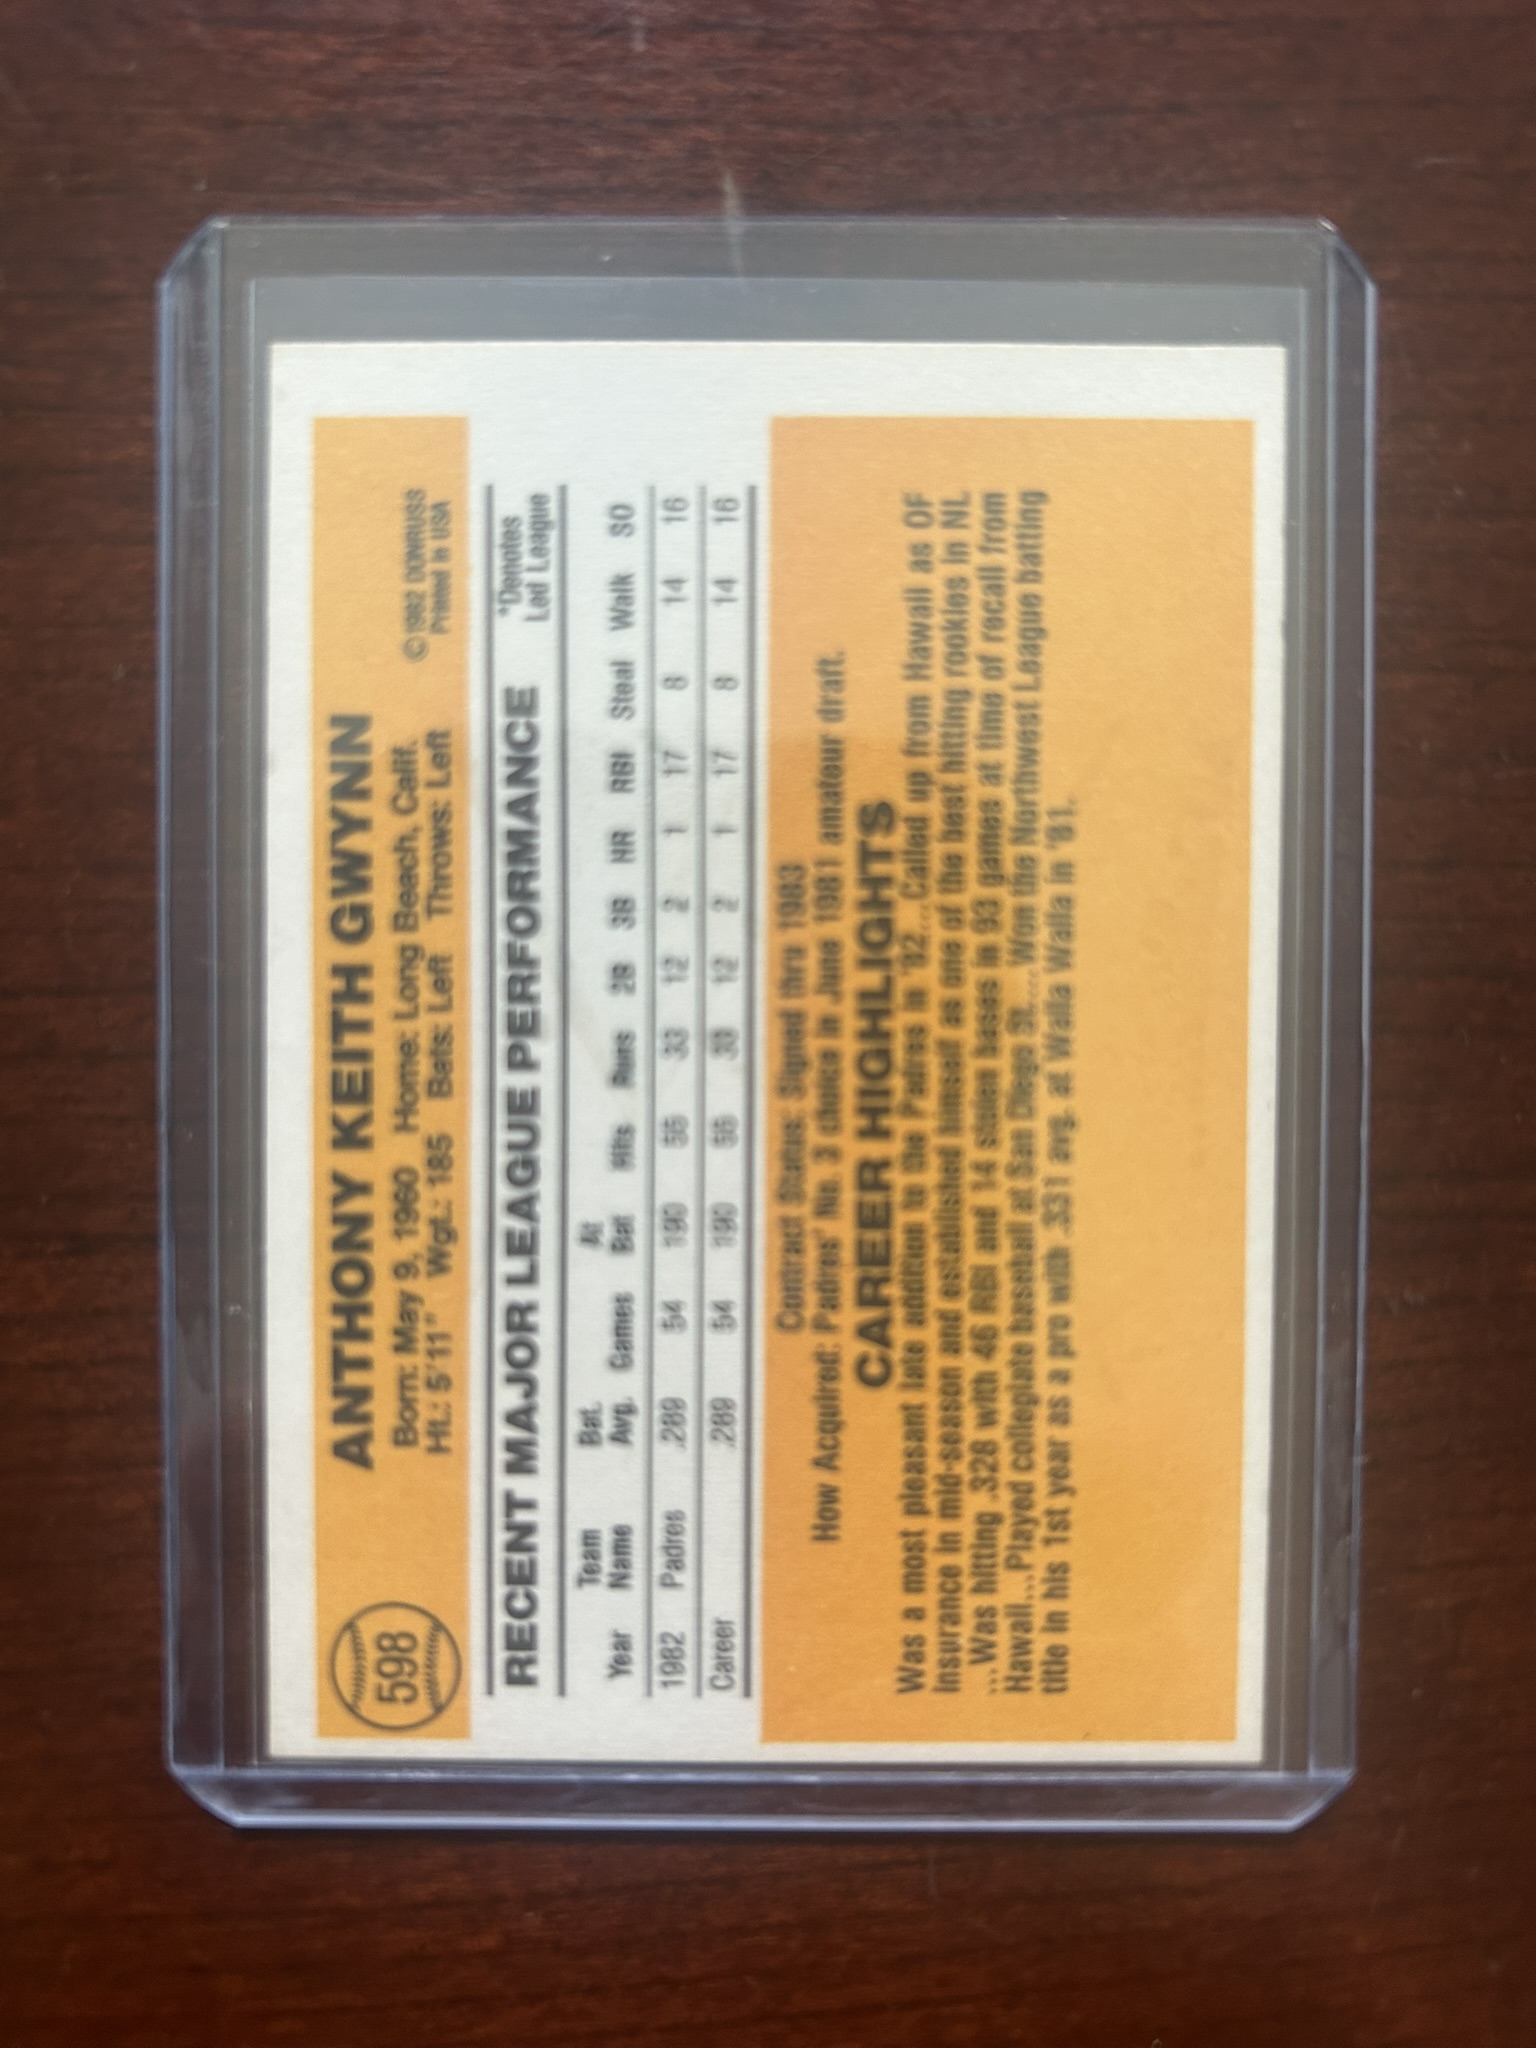 598
ANTHONY KEITH GWYNN
Born: May 9, 1960 Home: Long Beach, Calif.
Ht.: 5'11" Wgt.: 185 Bats: Left Throws: Left
© 1982 DONRUSS
Printed in USA
RECENT MAJOR LEAGUE PERFORMANCE
*Denotes
Led League
Year Team Name Bat. Avg. Games At Bat Hits Runs 2B 3B HR RBI Steal Walk SO
1982 Padres .289 54 190 55 33 12 2 1 17 8 14 16
Career .289 54 190 55 33 12 2 1 17 8 14 16
Contract Status: Signed thru 1983
How Acquired: Padres' No. 3 choice in June 1981 amateur draft.
CAREER HIGHLIGHTS
Was a most pleasant late addition to the Padres in '82....Called up from Hawaii as OF
insurance in mid-season and established himself as one of the best hitting rookies in NL
...Was hitting .328 with 46 RBI and 14 stolen bases in 93 games at time of recall from
Hawaii....Played collegiate baseball at San Diego St....Won the Northwest League batting
title in his 1st year as a pro with .331 avg. at Walla Walla in '81.